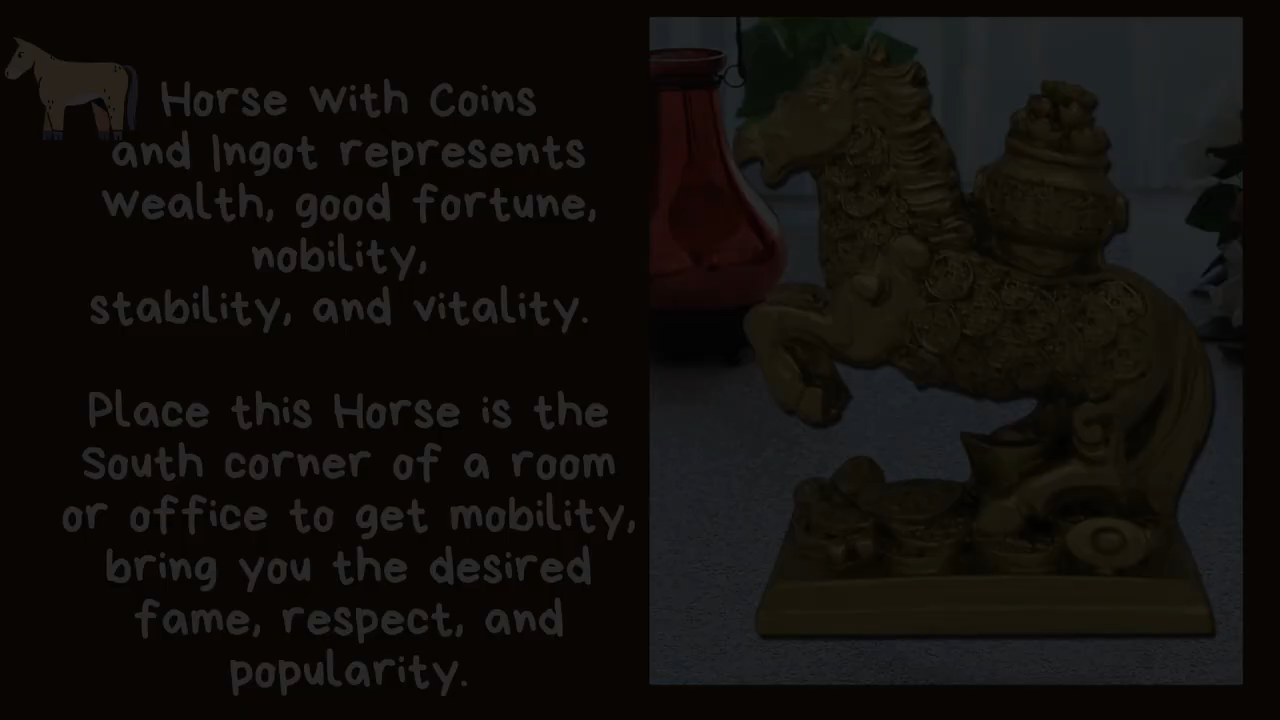 Horse with Coins
and Ingot represents
wealth, good fortune,
nobility,
stability, and vitality.
Place this Horse is the
South corner of a room
or office to get mobility,
bring you the desired
fame, respect, and
popularity.